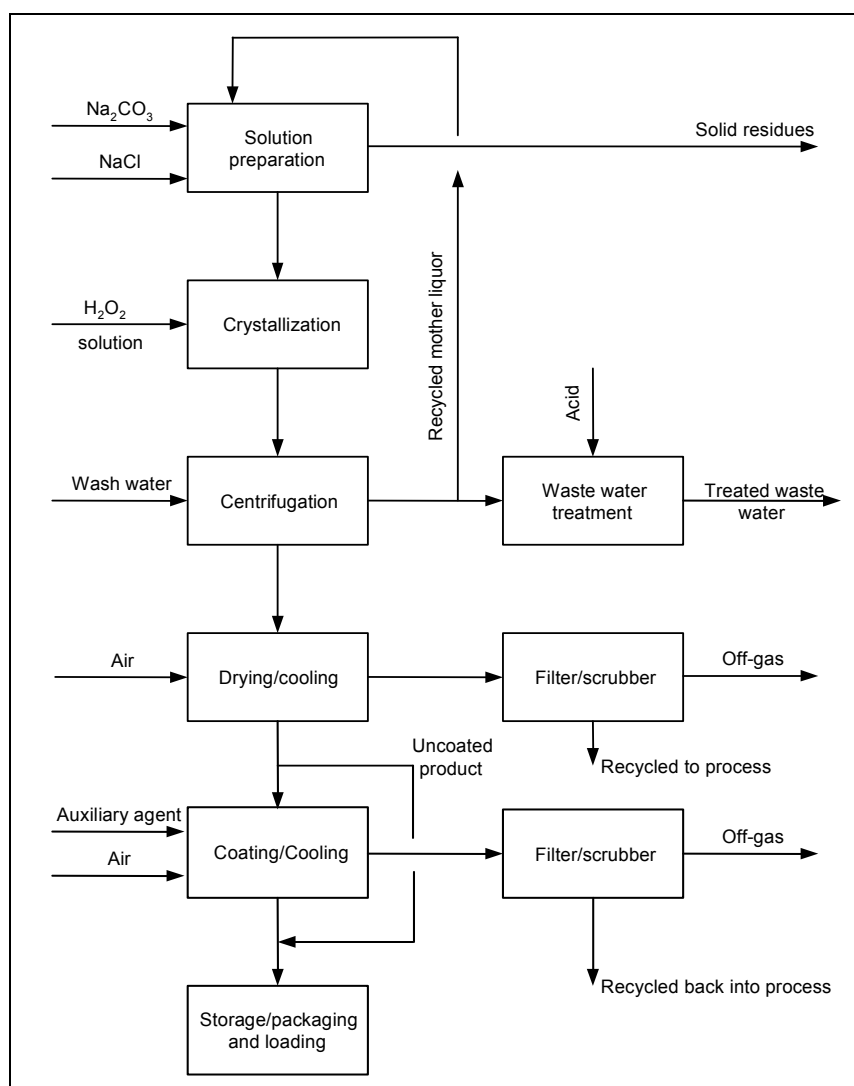 Na₂CO₃
NaCl
Solution
preparation
Solid residues
Recycled mother liquor
H₂O₂
solution
Crystallization
Acid
Wash water
Centrifugation
Waste water
treatment
Treated waste
water
Air
Drying/cooling
Filter/scrubber
Off-gas
Uncoated
product
Recycled to process
Auxiliary agent
Air
Coating/Cooling
Filter/scrubber
Off-gas
Recycled back into process
Storage/packaging
and loading